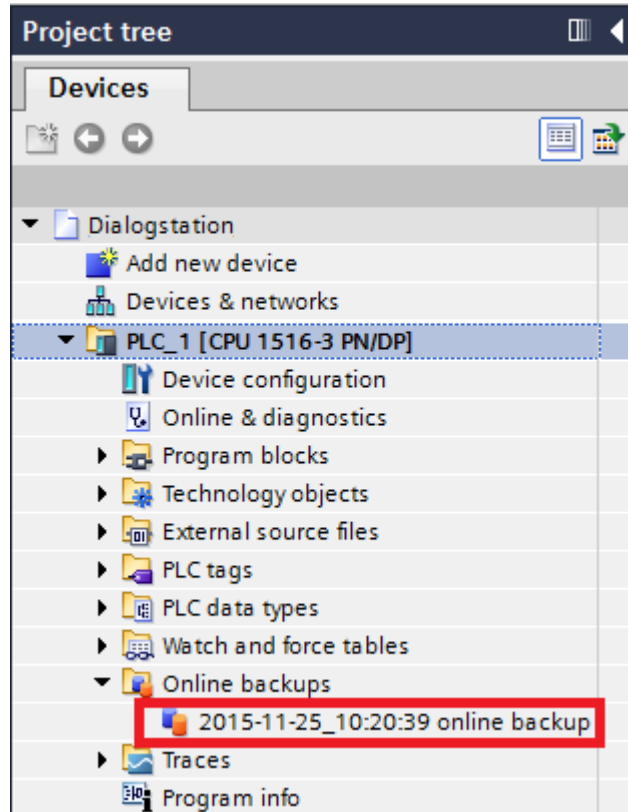 Project tree
Devices
Dialogstation
Add new device
Devices & networks
PLC_1 [CPU 1516-3 PN/DP]
Device configuration
Online & diagnostics
Program blocks
Technology objects
External source files
PLC tags
PLC data types
Watch and force tables
Online backups
2015-11-25_10:20:39 online backup
Traces
Program info